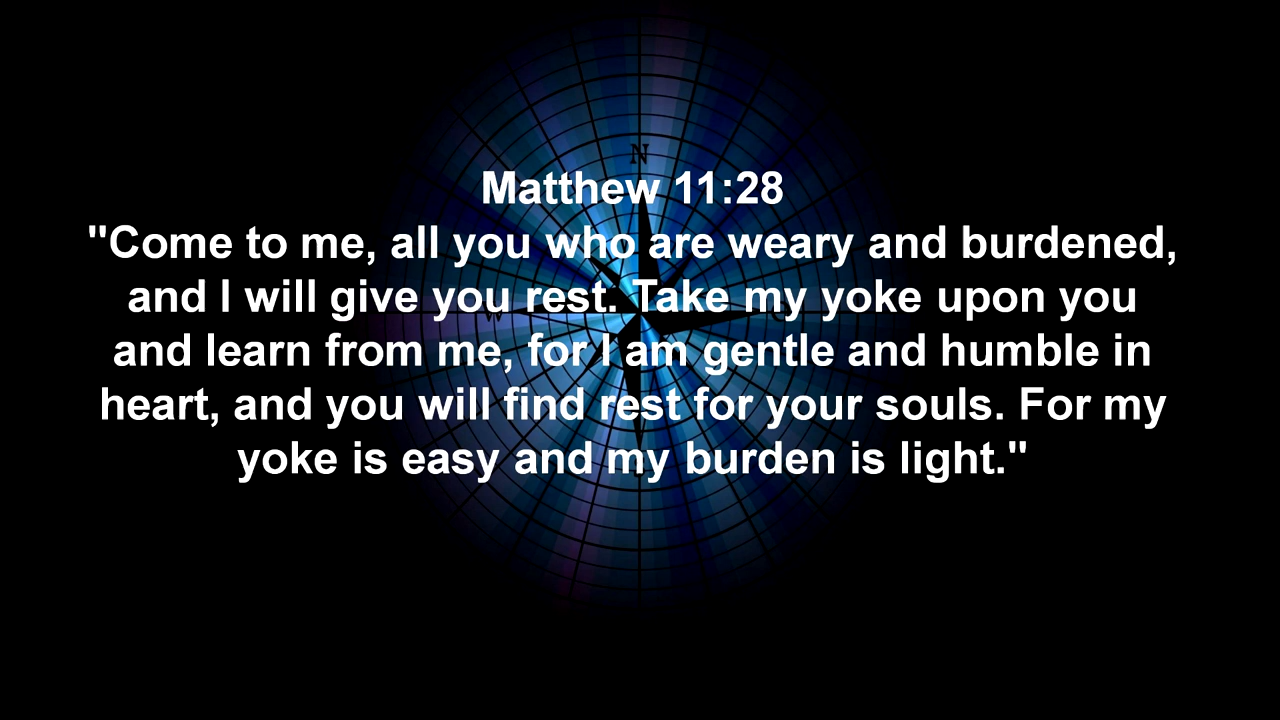 N
Matthew 11:28
"Come to me, all you who are weary and burdened,
and I will give you rest. Take my yoke upon you
and learn from me, for I am gentle and humble in
heart, and you will find rest for your souls. For my
yoke is easy and my burden is light."